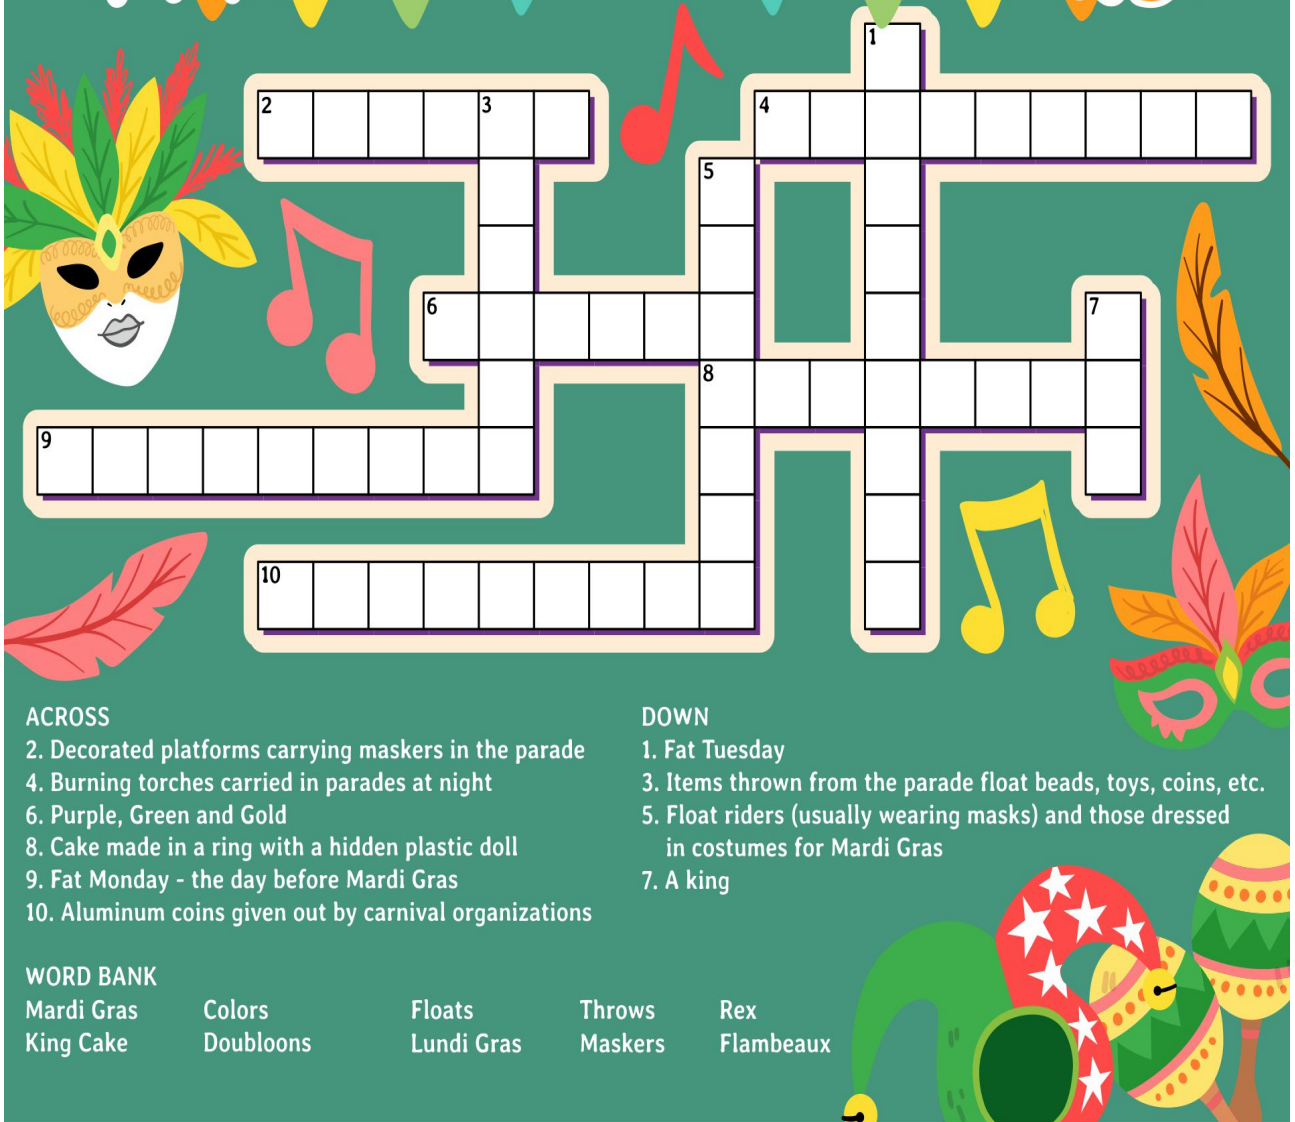 1
2
3
4
5
6
7
8
9
10
ACROSS
2. Decorated platforms carrying maskers in the parade
4. Burning torches carried in parades at night
6. Purple, Green and Gold
8. Cake made in a ring with a hidden plastic doll
9. Fat Monday - the day before Mardi Gras
10. Aluminum coins given out by carnival organizations
DOWN
1. Fat Tuesday
3. Items thrown from the parade float beads, toys, coins, etc.
5. Float riders (usually wearing masks) and those dressed
in costumes for Mardi Gras
7. A king
WORD BANK
Mardi Gras Colors Floats Throws Rex
King Cake Doubloons Lundi Gras Maskers Flambeaux